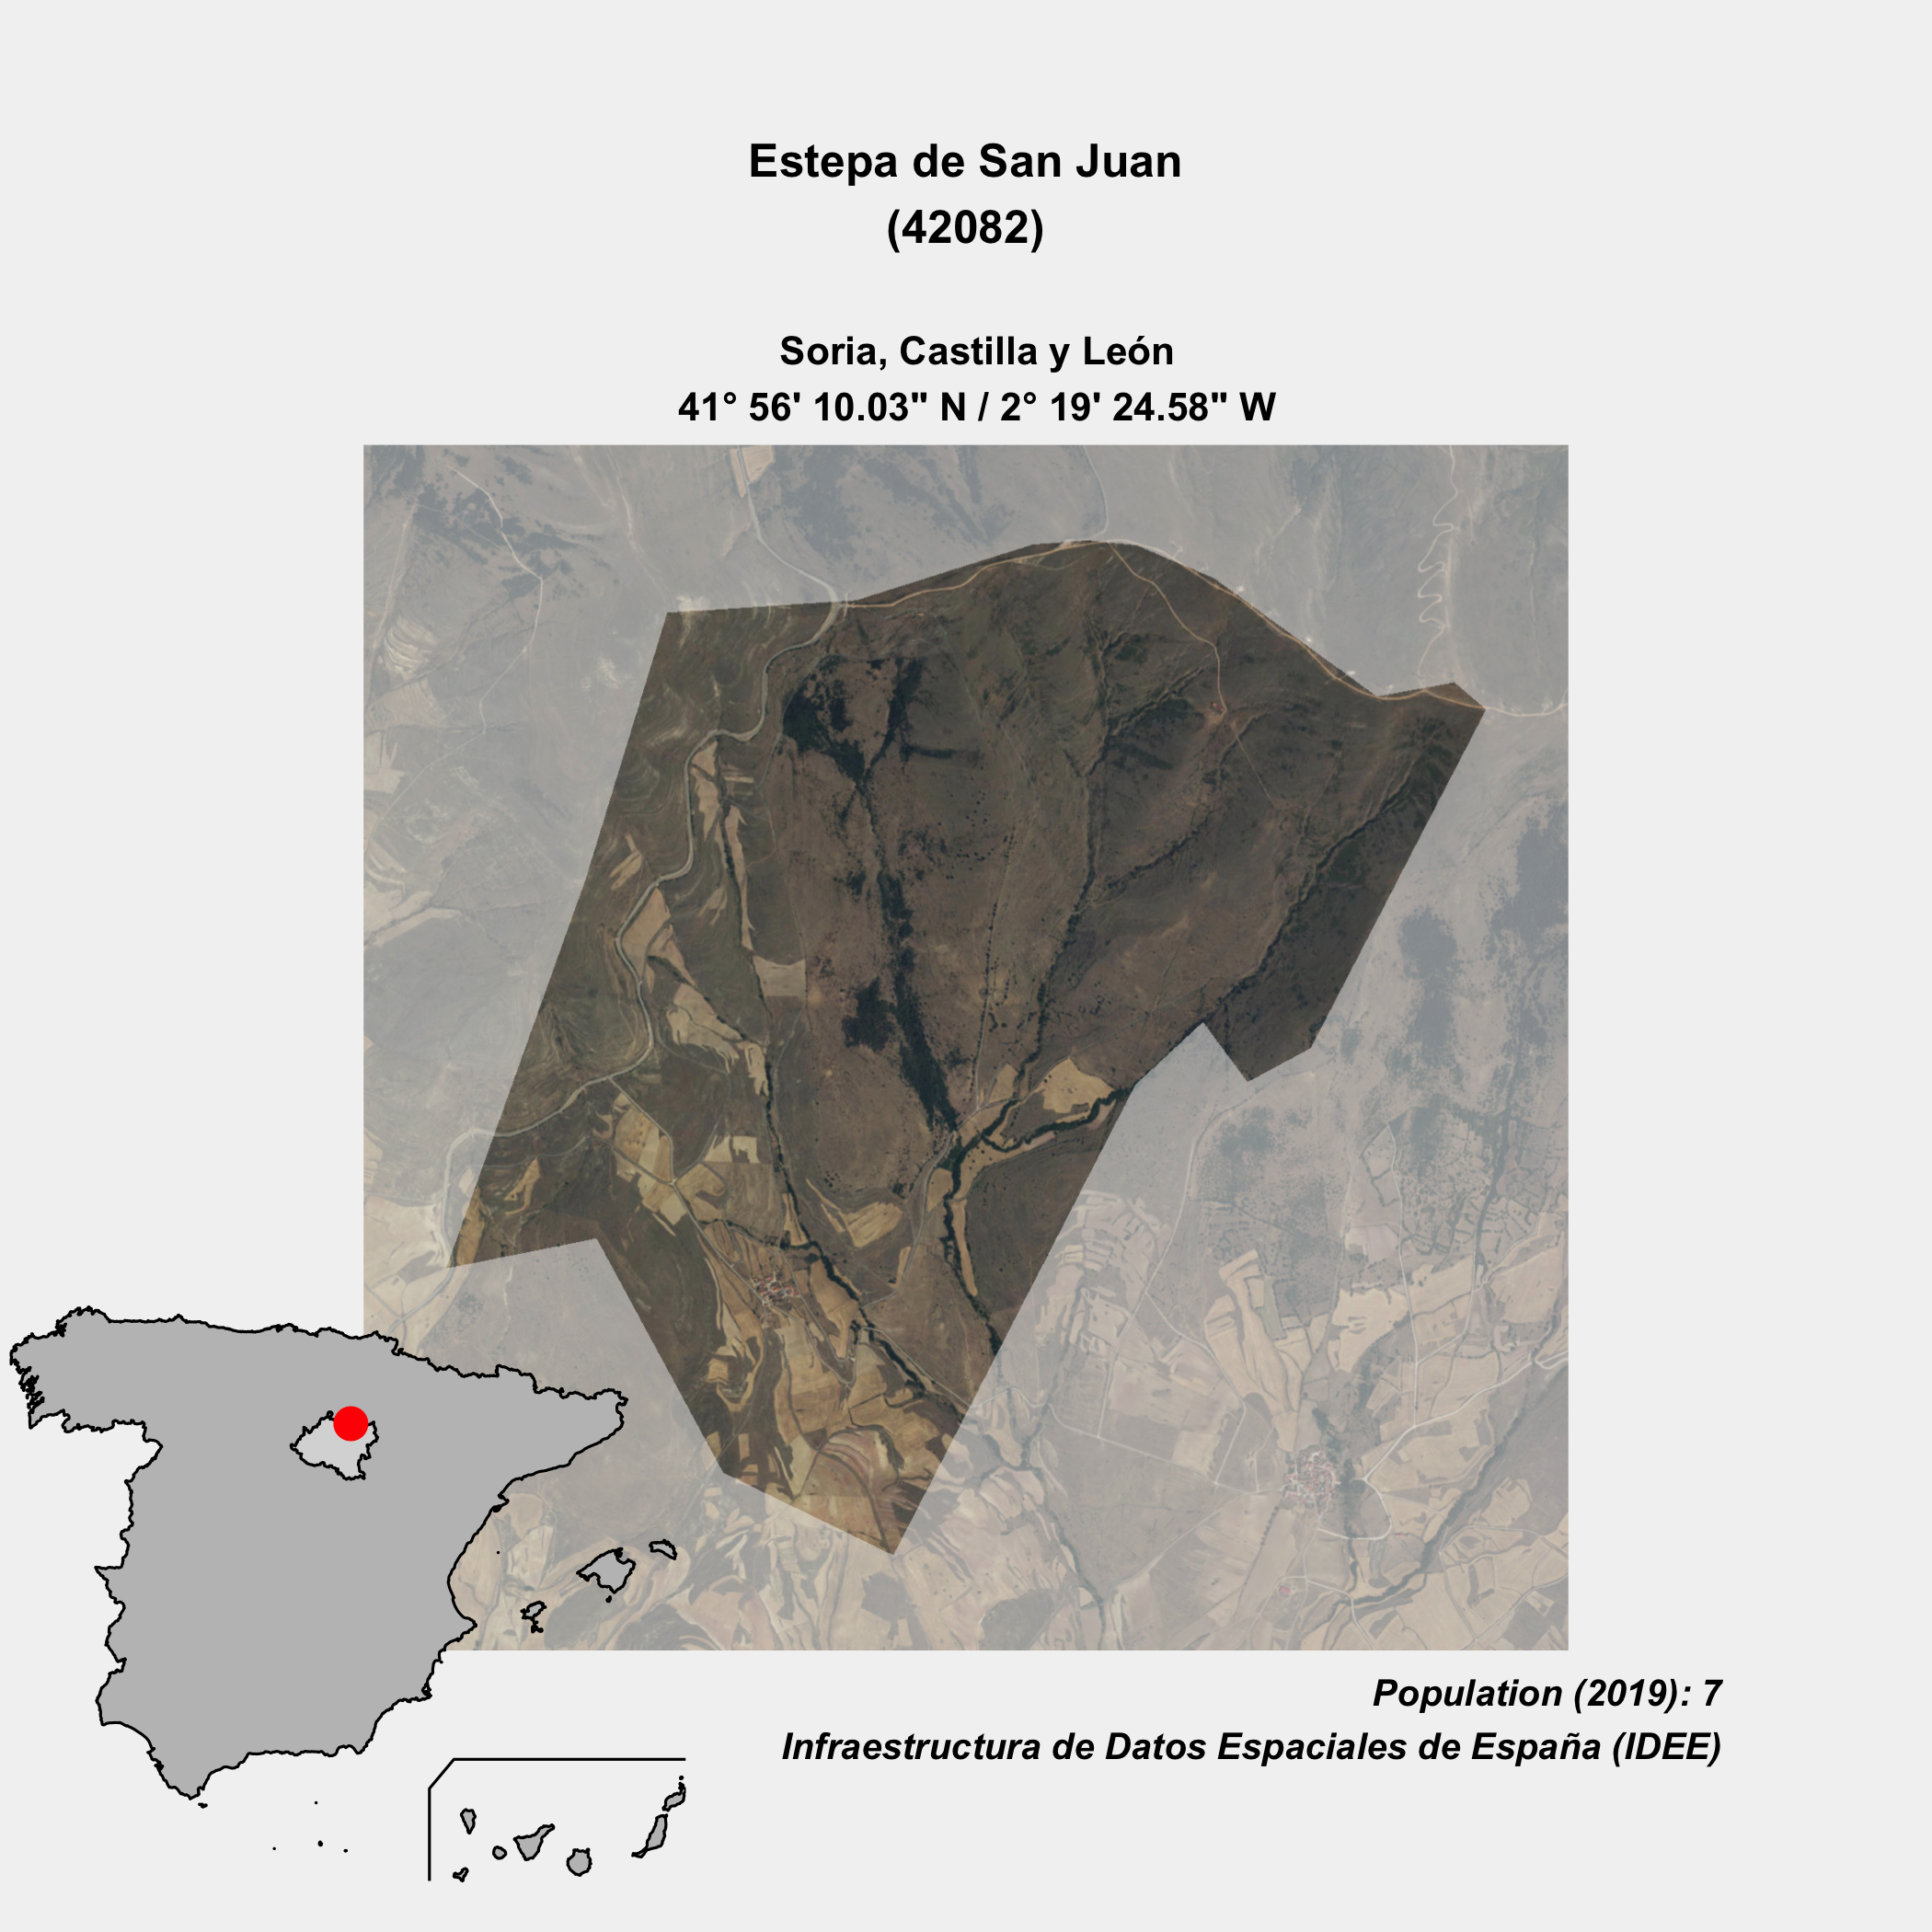 Estepa de San Juan
(42082)
Soria, Castilla y León
41° 56' 10.03" N / 2° 19' 24.58" W
Population (2019): 7
Infraestructura de Datos Espaciales de España (IDEE)